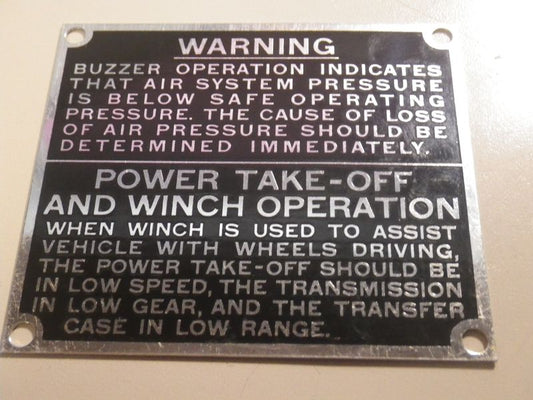 WARNING
BUZZER OPERATION INDICATES
THAT AIR SYSTEM PRESSURE
IS BELOW SAFE OPERATING
PRESSURE. THE CAUSE OF LOSS
OF AIR PRESSURE SHOULD BE
DETERMINED IMMEDIATELY.
POWER TAKE-OFF
AND WINCH OPERATION
WHEN WINCH IS USED TO ASSIST
VEHICLE WITH WHEELS DRIVING,
THE POWER TAKE-OFF SHOULD BE
IN LOW SPEED, THE TRANSMISSION
IN LOW GEAR, AND THE TRANSFER
CASE IN LOW RANGE.